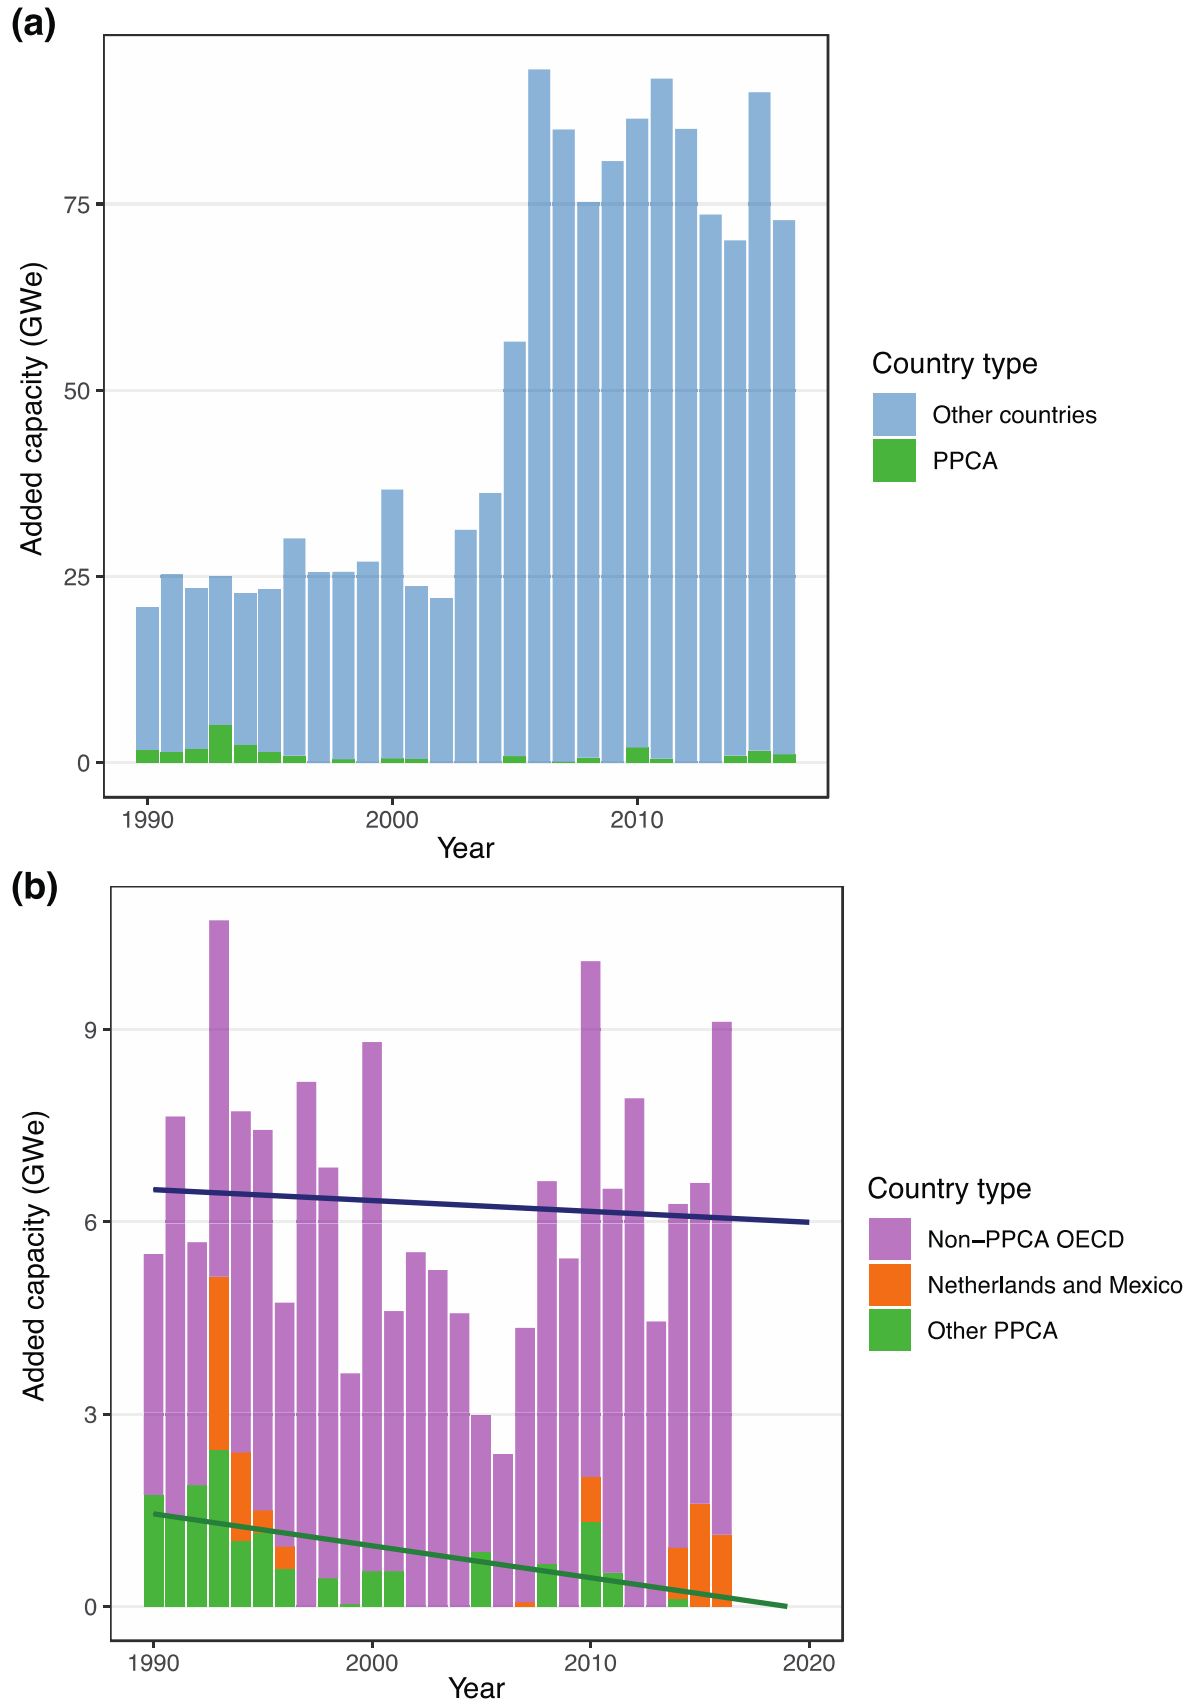 (a)
Added capacity (GWe)
75
50
25
0
1990
2000
2010
Year
Country type
Other countries
PPCA
(b)
Added capacity (GWe)
9
6
3
0
1990
2000
2010
2020
Year
Country type
Non–PPCA OECD
Netherlands and Mexico
Other PPCA